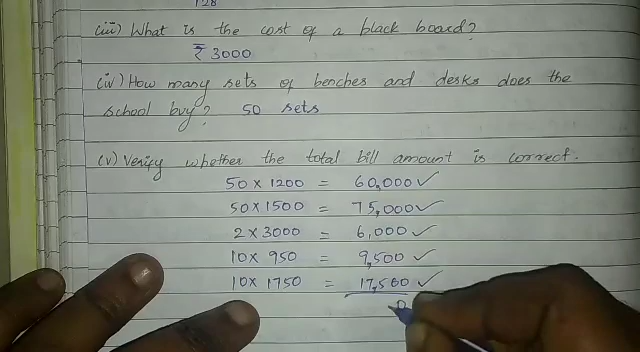 128
(iii) What is the cost of a black board?
₹ 3000
(iv) How many sets of benches and desks does the
school buy? 50 sets
(v) Verify whether the total bill amount is correct.
50 x 1200 = 60,000 ✓
50 x 1500 = 75,000 ✓
2 x 3000 = 6,000 ✓
10 x 950 = 9,500 ✓
10 x 1750 = 17,500 ✓
0